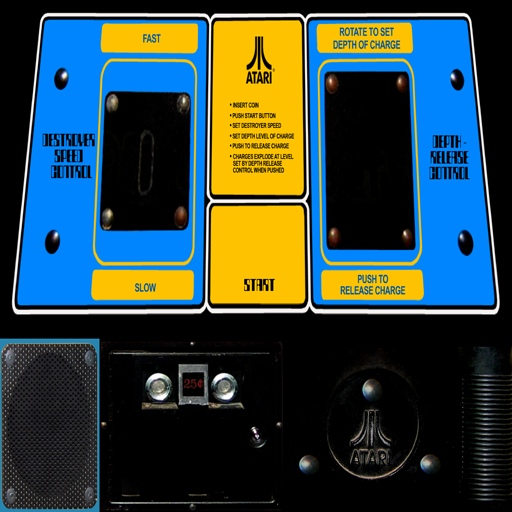 FAST
ATARI®
• INSERT COIN
• PUSH START BUTTON
• SET DESTROYER SPEED
• SET DEPTH LEVEL OF CHARGE
• PUSH TO RELEASE CHARGE
• CHARGES EXPLODE AT LEVEL
SET BY DEPTH RELEASE
CONTROL WHEN PUSHED
ROTATE TO SET
DEPTH OF CHARGE
DESTROYER
SPEED
CONTROL
DEPTH -
RELEASE
CONTROL
SLOW
START
PUSH TO
RELEASE CHARGE
25¢
ATARI